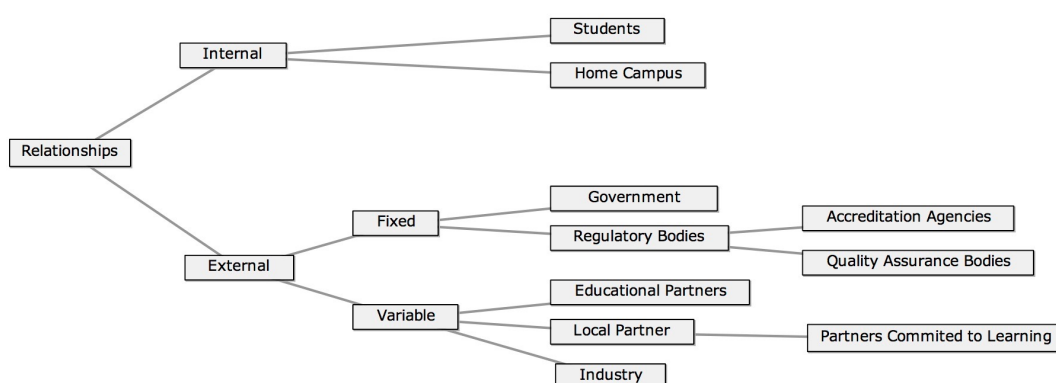 Students
Internal
Home Campus
Relationships
Government
Accreditation Agencies
Fixed
Regulatory Bodies
Quality Assurance Bodies
External
Educational Partners
Variable
Local Partner
Partners Commited to Learning
Industry